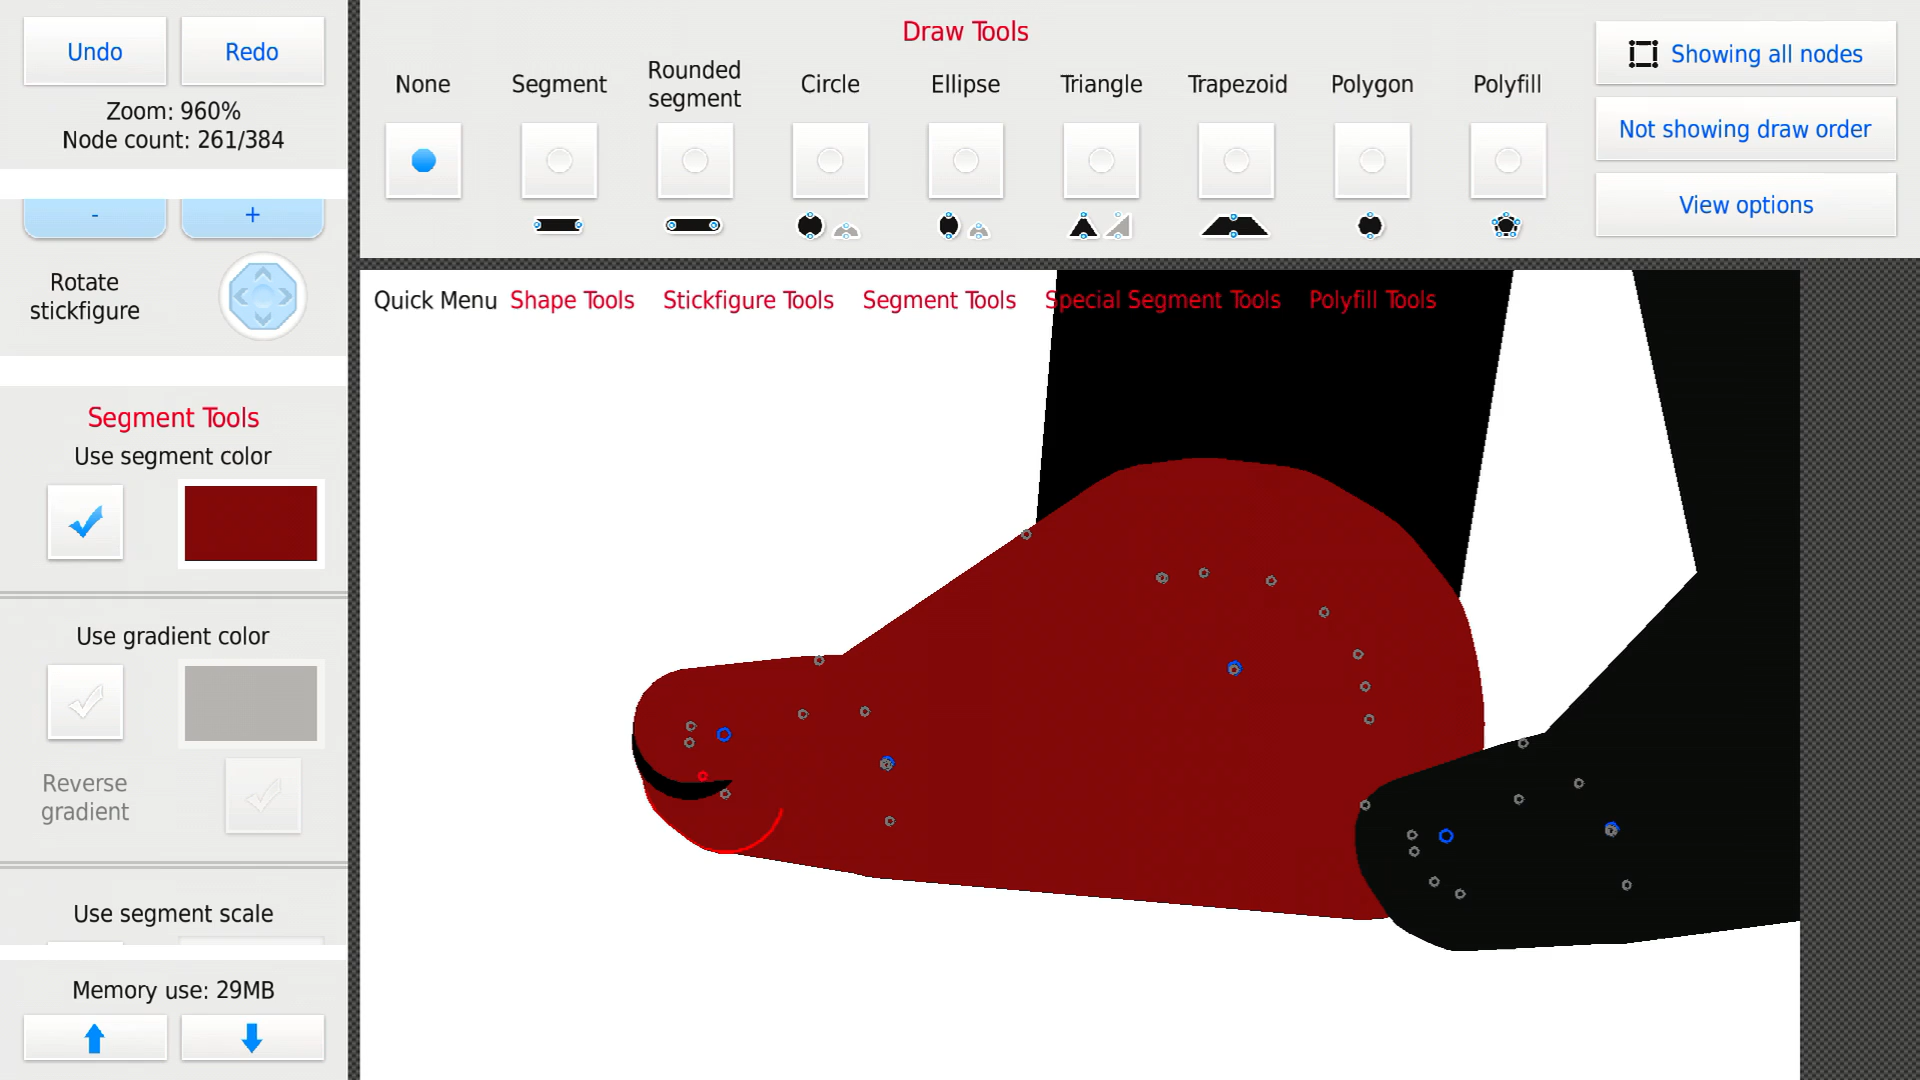 Undo
Redo
Zoom: 960%
Node count: 261/384
-
+
Rotate
stickfigure
Segment Tools
Use segment color
Use gradient color
Reverse
gradient
Use segment scale
Memory use: 29MB
Draw Tools
None
Segment
Rounded
segment
Circle
Ellipse
Triangle
Trapezoid
Polygon
Polyfill
Showing all nodes
Not showing draw order
View options
Quick Menu
Shape Tools
Stickfigure Tools
Segment Tools
Special Segment Tools
Polyfill Tools